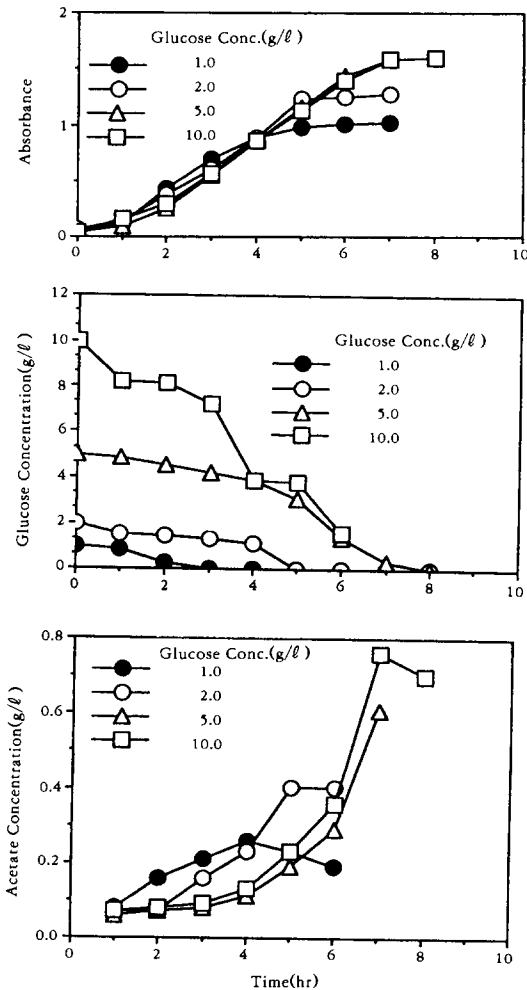 2
1
0
Absorbance
Glucose Conc.(g/ℓ)
1.0
2.0
5.0
10.0
0 2 4 6 8 10
12
10
8
6
4
2
0
Glucose Concentration(g/ℓ)
Glucose Conc.(g/ℓ)
1.0
2.0
5.0
10.0
0 2 4 6 8 10
0.8
0.6
0.4
0.2
0.0
Acetate Concentration(g/ℓ)
Glucose Conc.(g/ℓ)
1.0
2.0
5.0
10.0
0 2 4 6 8 10
Time(hr)